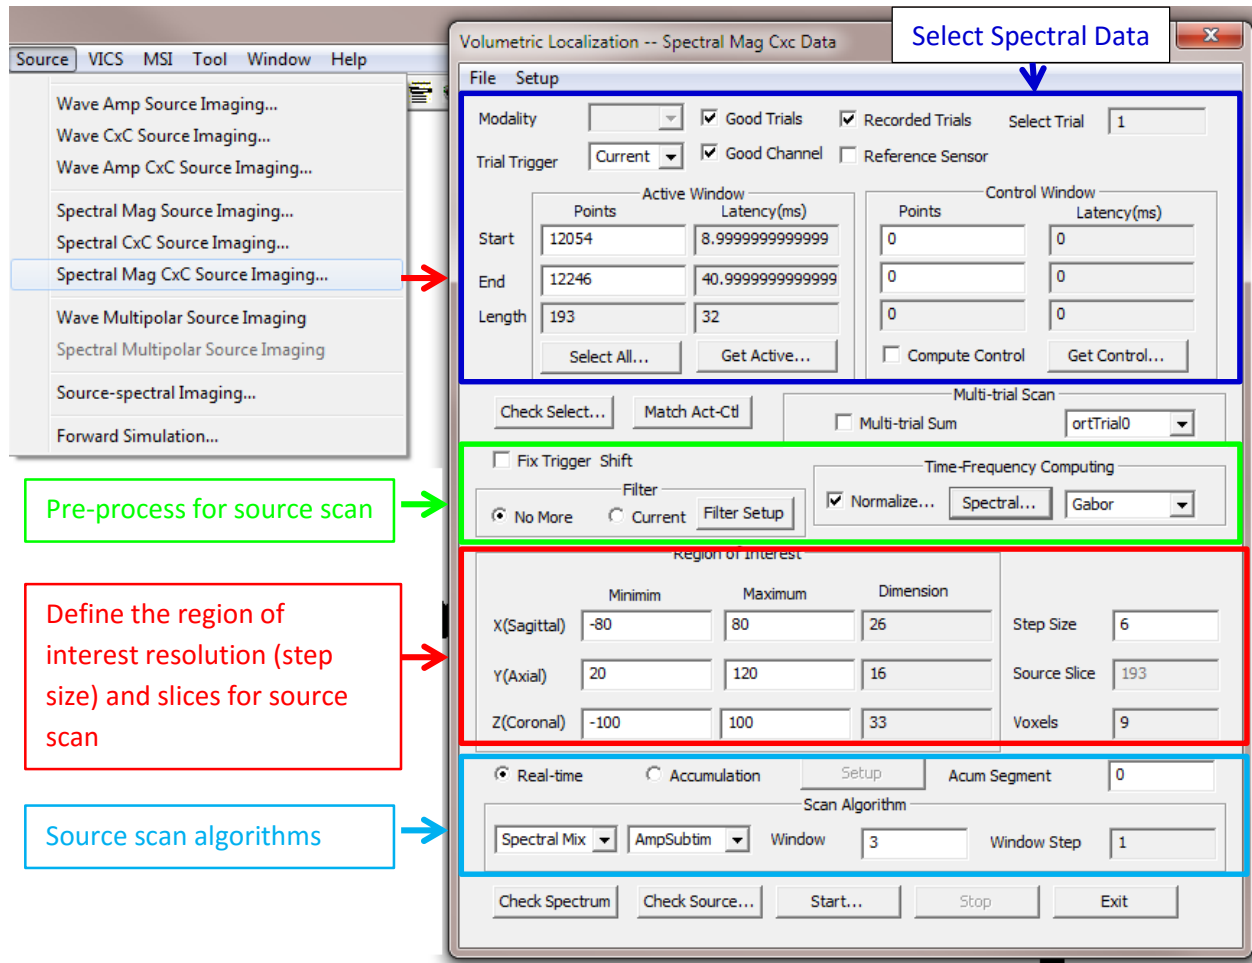 Select Spectral Data
Source VICS MSI Tool Window Help
Wave Amp Source Imaging...
Wave CxC Source Imaging...
Wave Amp CxC Source Imaging...
Spectral Mag Source Imaging...
Spectral CxC Source Imaging...
Spectral Mag CxC Source Imaging...
Wave Multipolar Source Imaging
Spectral Multipolar Source Imaging
Source-spectral Imaging...
Forward Simulation...
Pre-process for source scan
Define the region of
interest resolution (step
size) and slices for source
scan
Source scan algorithms
Volumetric Localization -- Spectral Mag Cxc Data
File Setup
Modality Good Trials Recorded Trials Select Trial 1
Trial Trigger Current Good Channel Reference Sensor
Active Window Control Window
Points Latency(ms) Points Latency(ms)
Start 12054 8.9999999999999 0 0
End 12246 40.9999999999999 0 0
Length 193 32 0 0
Select All... Get Active... Compute Control Get Control...
Multi-trial Scan
Check Select... Match Act-Ctl Multi-trial Sum ortTrial0
Fix Trigger Shift
Filter Time-Frequency Computing
No More Current Filter Setup Normalize... Spectral... Gabor
Region of Interest
Minimim Maximum Dimension
X(Sagittal) -80 80 26 Step Size 6
Y(Axial) 20 120 16 Source Slice 193
Z(Coronal) -100 100 33 Voxels 9
Real-time Accumulation Setup Acum Segment 0
Scan Algorithm
Spectral Mix AmpSubtim Window 3 Window Step 1
Check Spectrum Check Source... Start... Stop Exit